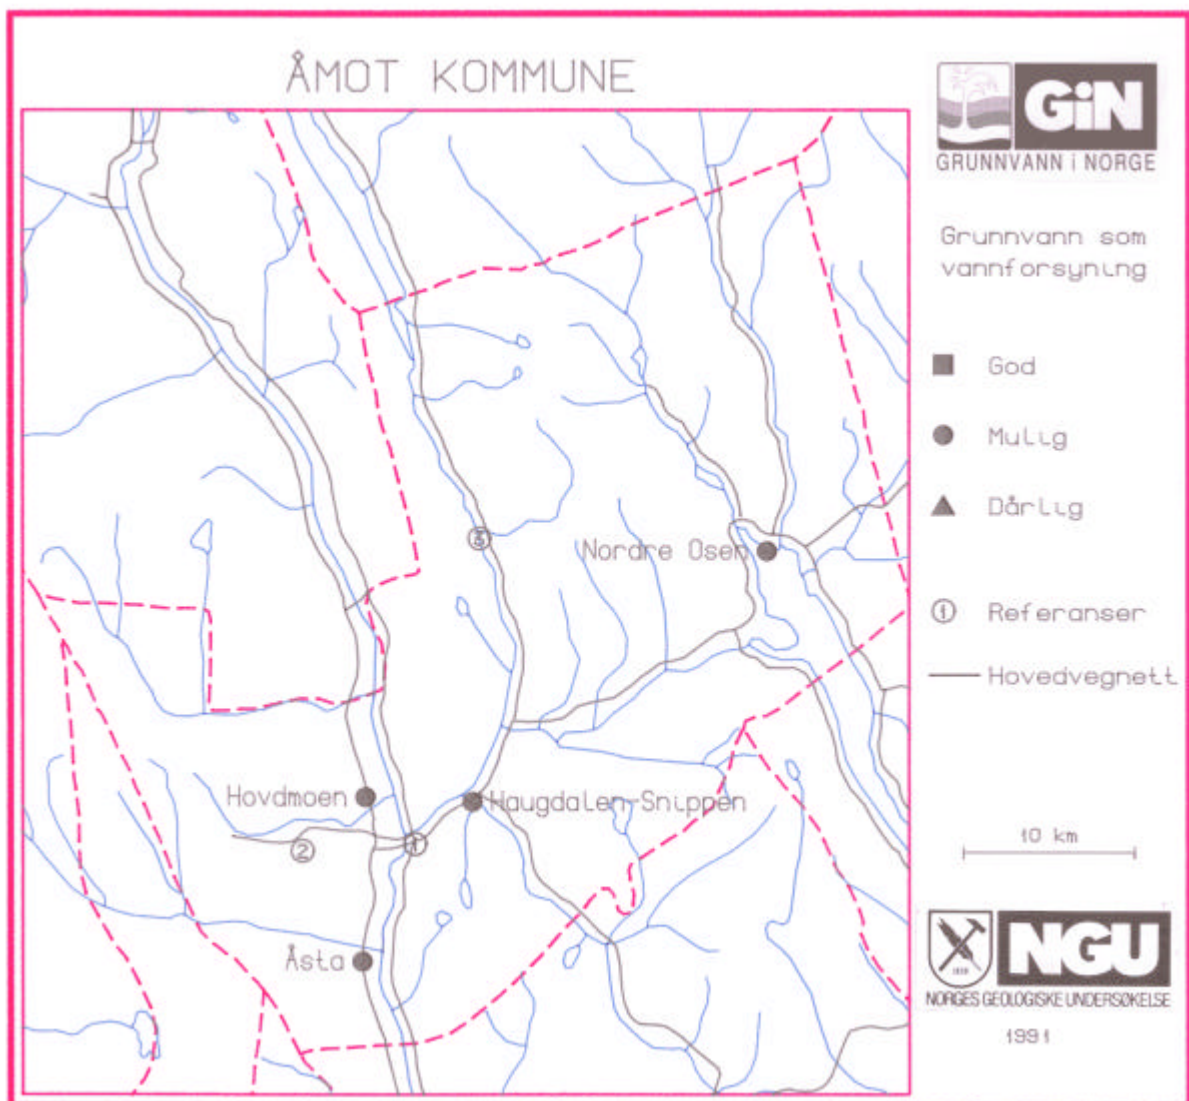 ÅMOT KOMMUNE
GiN
GRUNNVANN i NORGE
Grunnvann som
vannforsyning
God
Mulig
Dårlig
1 Referanser
Hovedvegnett
3
Nordre Osen
Hovdmoen
Haugdalen-Snippen
2
1
Åsta
10 km
NGU
NORGES GEOLOGISKE UNDERSØKELSE
1991